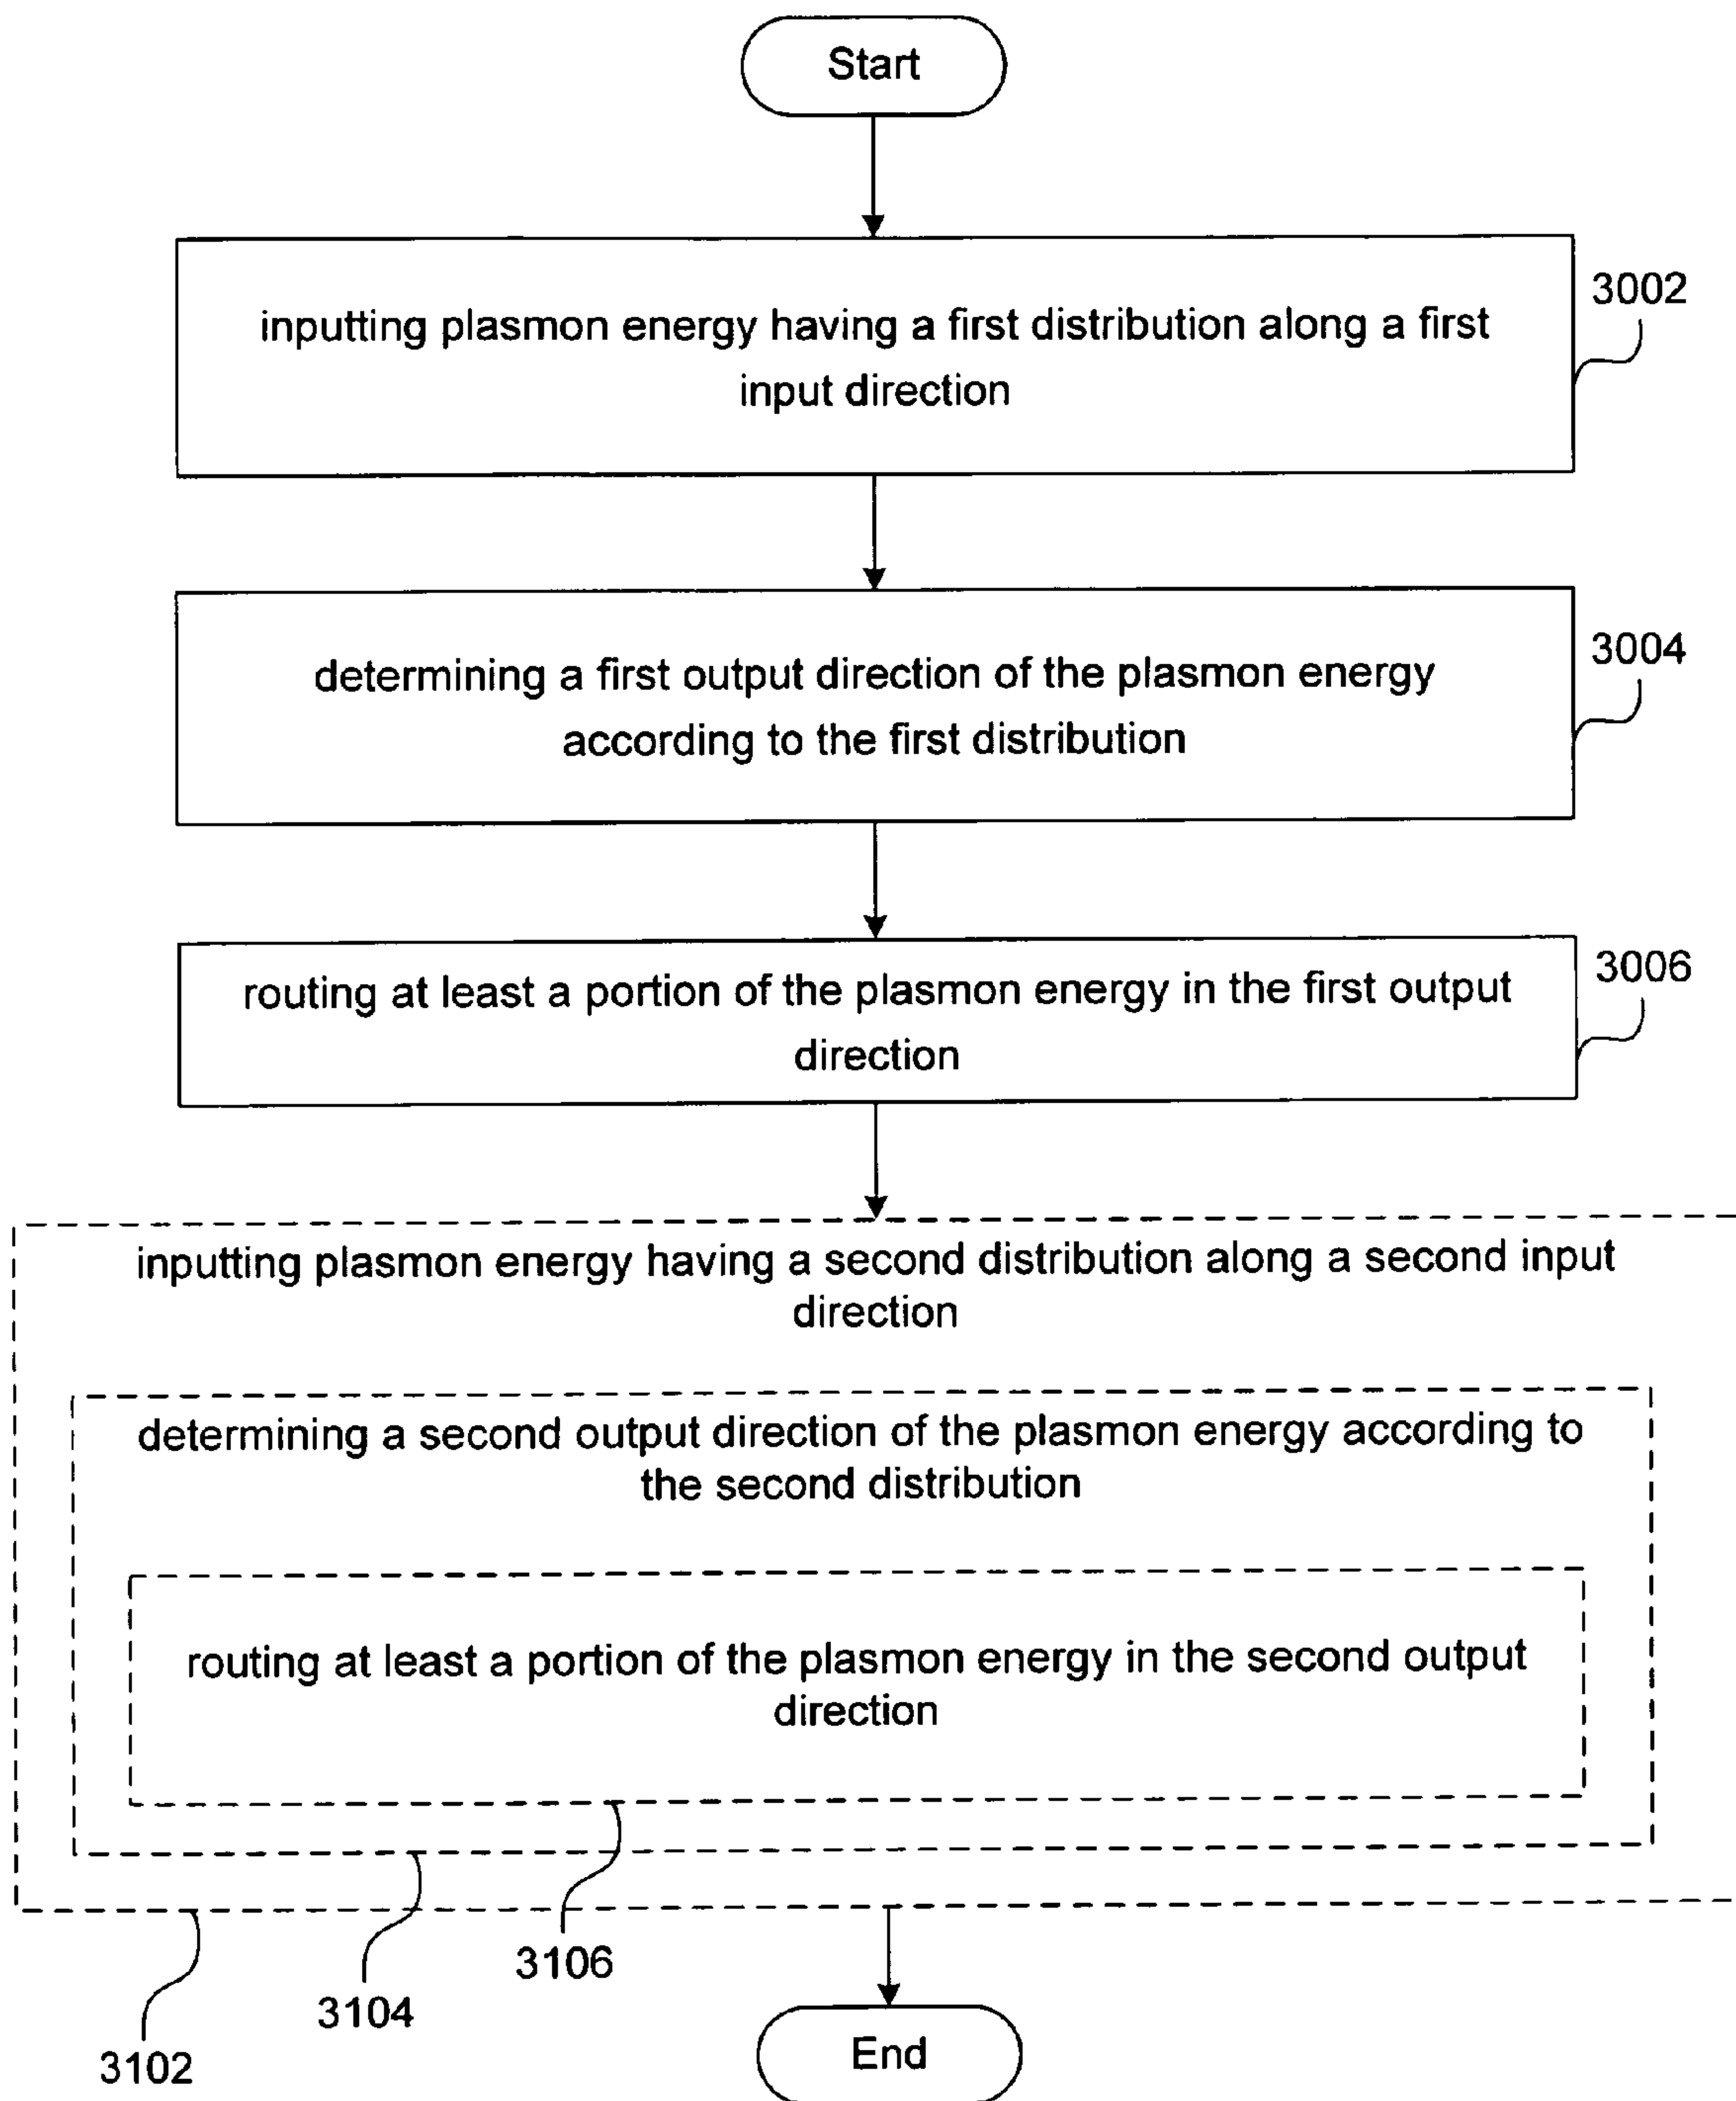 Start
inputting plasmon energy having a first distribution along a first
input direction
3002
determining a first output direction of the plasmon energy
according to the first distribution
3004
routing at least a portion of the plasmon energy in the first output
direction
3006
inputting plasmon energy having a second distribution along a second input
direction
determining a second output direction of the plasmon energy according to
the second distribution
routing at least a portion of the plasmon energy in the second output
direction
3106
3104
3102
End